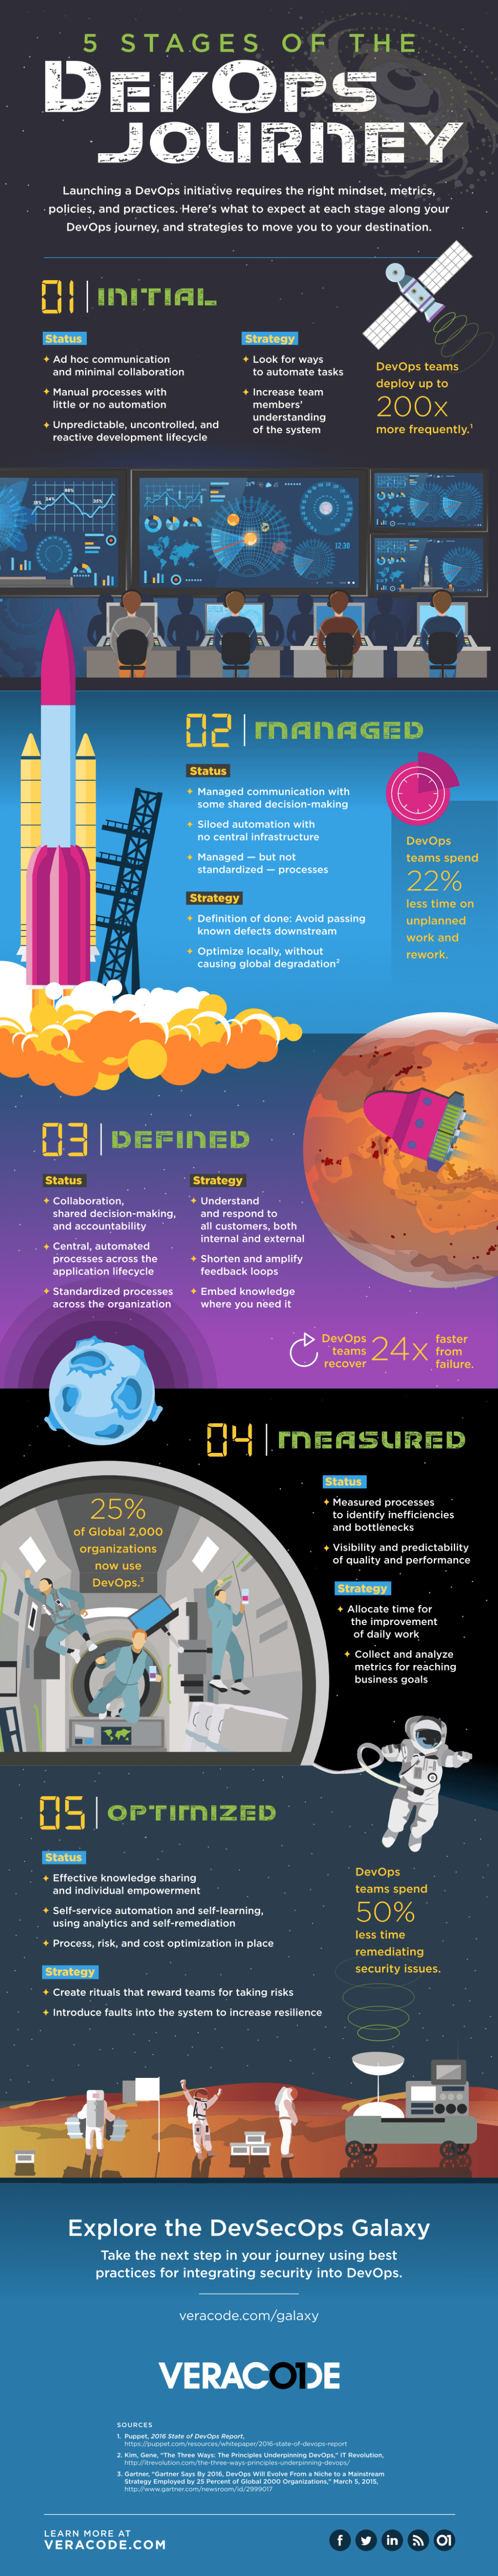 5 STAGES OF THE
DEVOPS
JOURNEY
Launching a DevOps initiative requires the right mindset, metrics,
policies, and practices. Here's what to expect at each stage along your
DevOps journey, and strategies to move you to your destination.
01 | INITIAL
Status
Ad hoc communication
and minimal collaboration
Manual processes with
little or no automation
Unpredictable, uncontrolled, and
reactive development lifecycle
Strategy
Look for ways
to automate tasks
Increase team
members'
understanding
of the system
DevOps teams
deploy up to
200x
more frequently.¹
12:38
02 | MANAGED
Status
Managed communication with
some shared decision-making
Siloed automation with
no central infrastructure
Managed — but not
standardized — processes
Strategy
Definition of done: Avoid passing
known defects downstream
Optimize locally, without
causing global degradation²
DevOps
teams spend
22%
less time on
unplanned
work and
rework.
03 | DEFINED
Status
Collaboration,
shared decision-making,
and accountability
Central, automated
processes across the
application lifecycle
Standardized processes
across the organization
Strategy
Understand
and respond to
all customers, both
internal and external
Shorten and amplify
feedback loops
Embed knowledge
where you need it
DevOps
teams
recover
24x
faster
from
failure.
04 | MEASURED
Status
Measured processes
to identify inefficiencies
and bottlenecks
Visibility and predictability
of quality and performance
Strategy
Allocate time for
the improvement
of daily work
Collect and analyze
metrics for reaching
business goals
25%
of Global 2,000
organizations
now use
DevOps.³
05 | OPTIMIZED
Status
Effective knowledge sharing
and individual empowerment
Self-service automation and self-learning,
using analytics and self-remediation
Process, risk, and cost optimization in place
Strategy
Create rituals that reward teams for taking risks
Introduce faults into the system to increase resilience
DevOps
teams spend
50%
less time
remediating
security issues.
Explore the DevSecOps Galaxy
Take the next step in your journey using best
practices for integrating security into DevOps.
veracode.com/galaxy
VERACODE
SOURCES
1. Puppet, 2016 State of DevOps Report,
https://puppet.com/resources/whitepaper/2016-state-of-devops-report
2. Kim, Gene, "The Three Ways: The Principles Underpinning DevOps," IT Revolution,
http://itrevolution.com/the-three-ways-principles-underpinning-devops/
3. Gartner, "Gartner Says By 2016, DevOps Will Evolve From a Niche to a Mainstream
Strategy Employed by 25 Percent of Global 2000 Organizations," March 5, 2015,
http://www.gartner.com/newsroom/id/2999017
LEARN MORE AT
VERACODE.COM